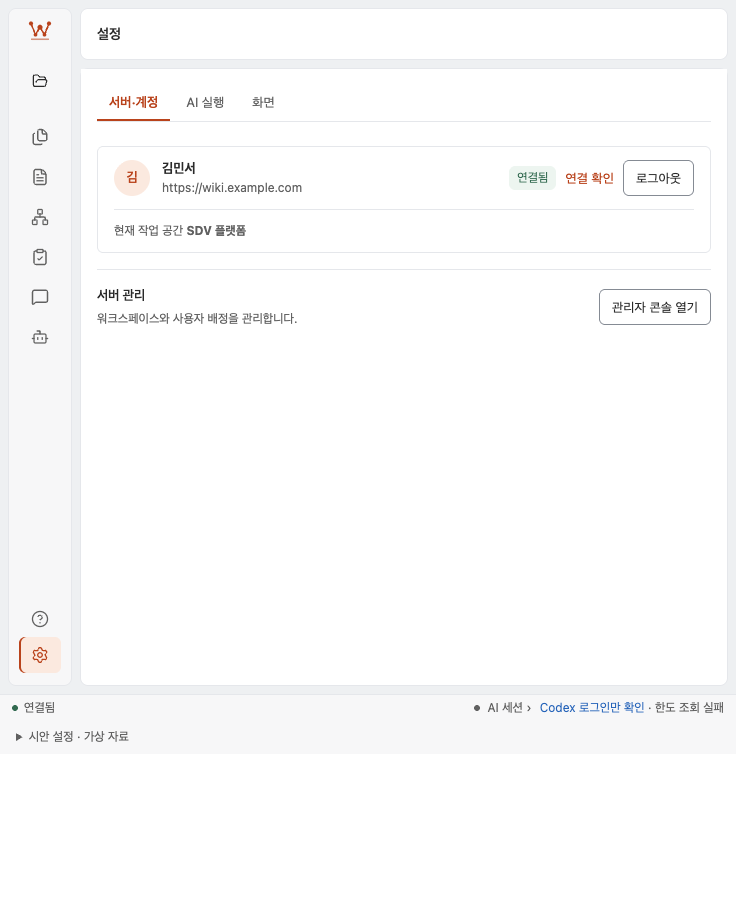 설정
서버·계정
AI 실행
화면
김
김민서
https://wiki.example.com
연결됨
연결 확인
로그아웃
현재 작업 공간 SDV 플랫폼
서버 관리
워크스페이스와 사용자 배정을 관리합니다.
관리자 콘솔 열기
연결됨
AI 세션 › Codex 로그인만 확인 · 한도 조회 실패
시안 설정 · 가상 자료